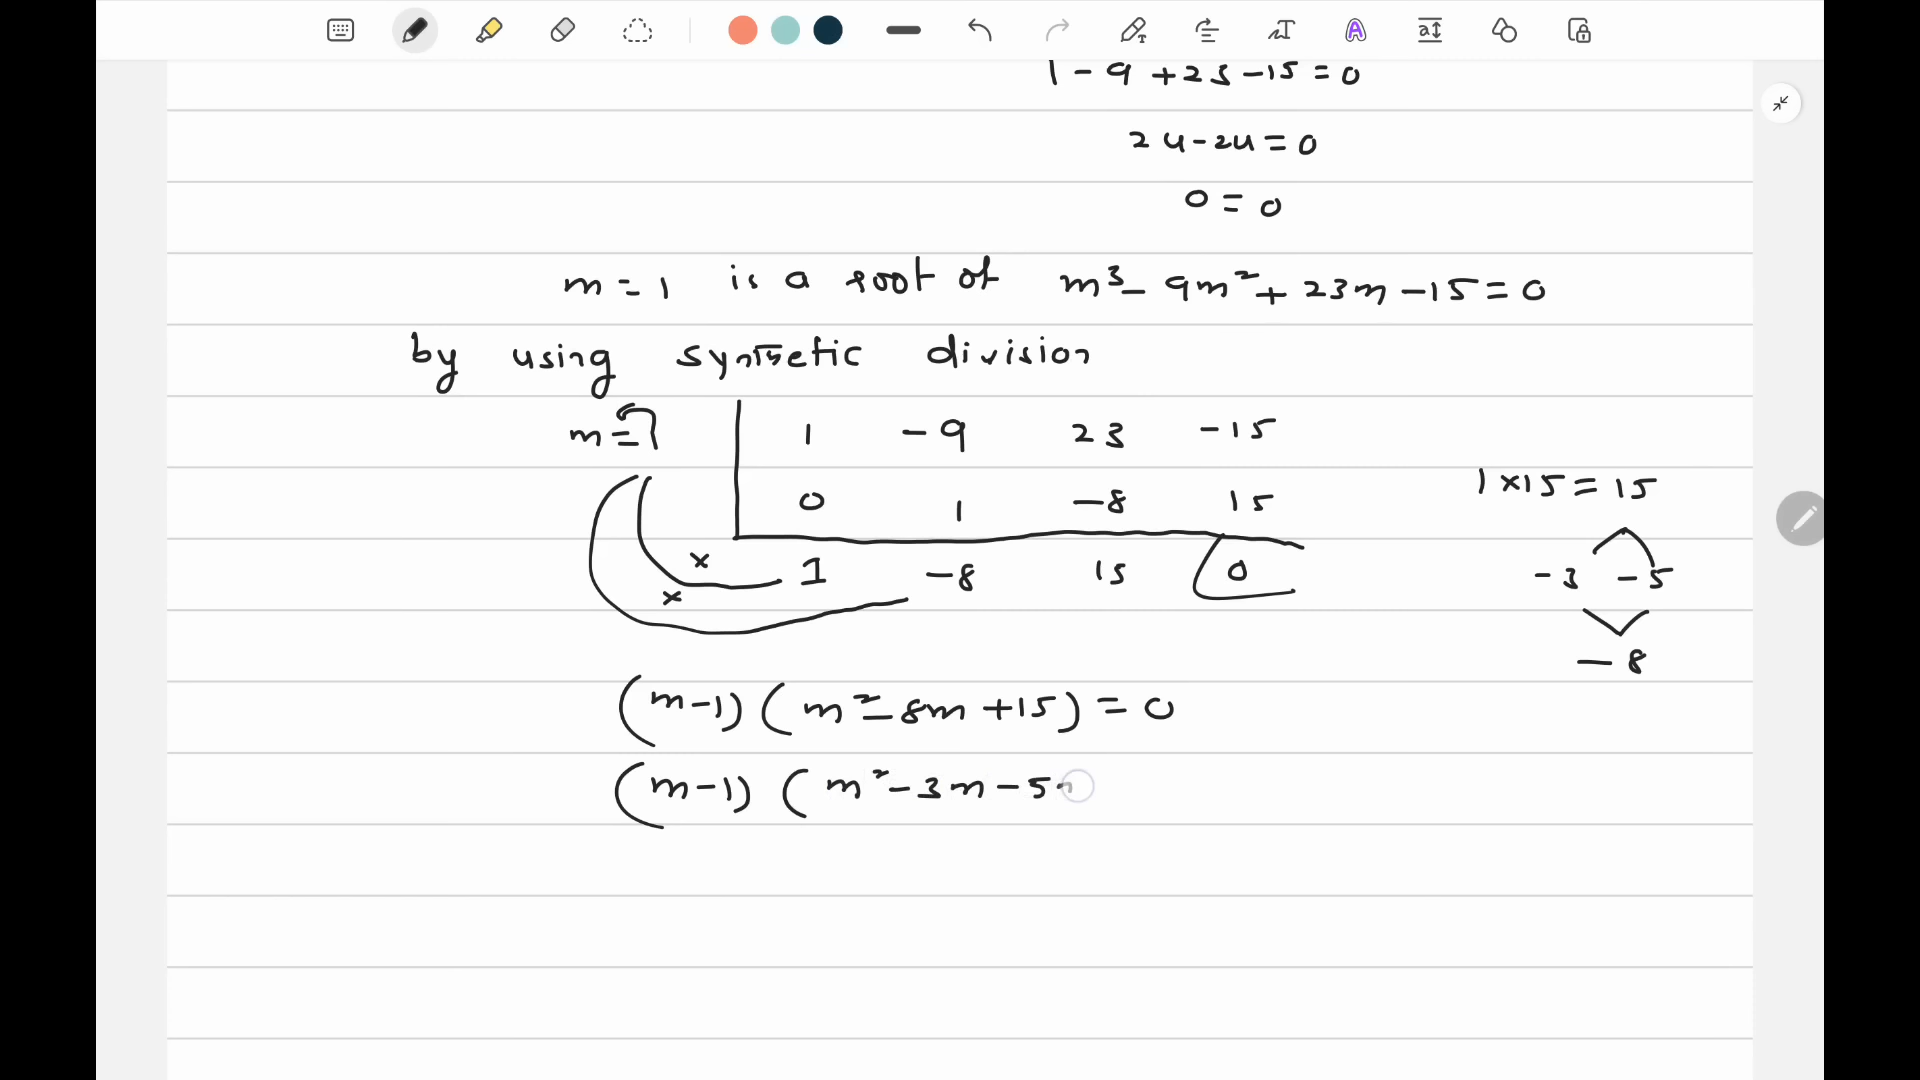 1 - 9 + 23 - 15 = 0
24 - 24 = 0
0 = 0
m = 1 is a root of m³ - 9m² + 23m - 15 = 0
by using synthetic division
m = 1 1 - 9 23 - 15
0 1 - 8 15
1 × 15 = 15
× 1 - 8 15 0
×
- 3 - 5
- 8
(m - 1) (m² - 8m + 15) = 0
(m - 1) (m² - 3m - 5